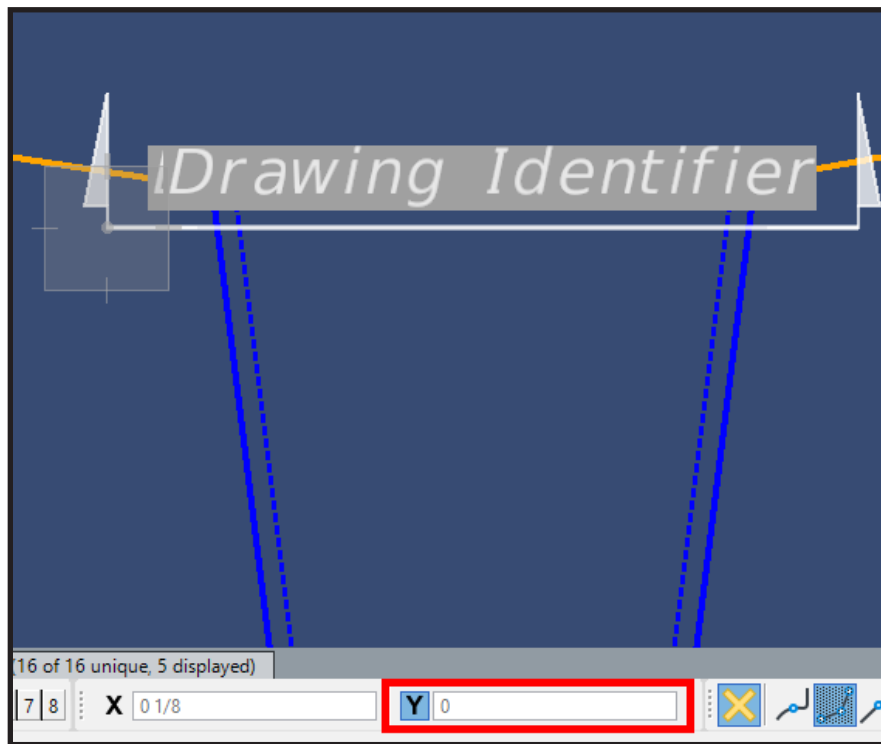 Drawing Identifier
(16 of 16 unique, 5 displayed)
7 8 X 0 1/8 Y 0